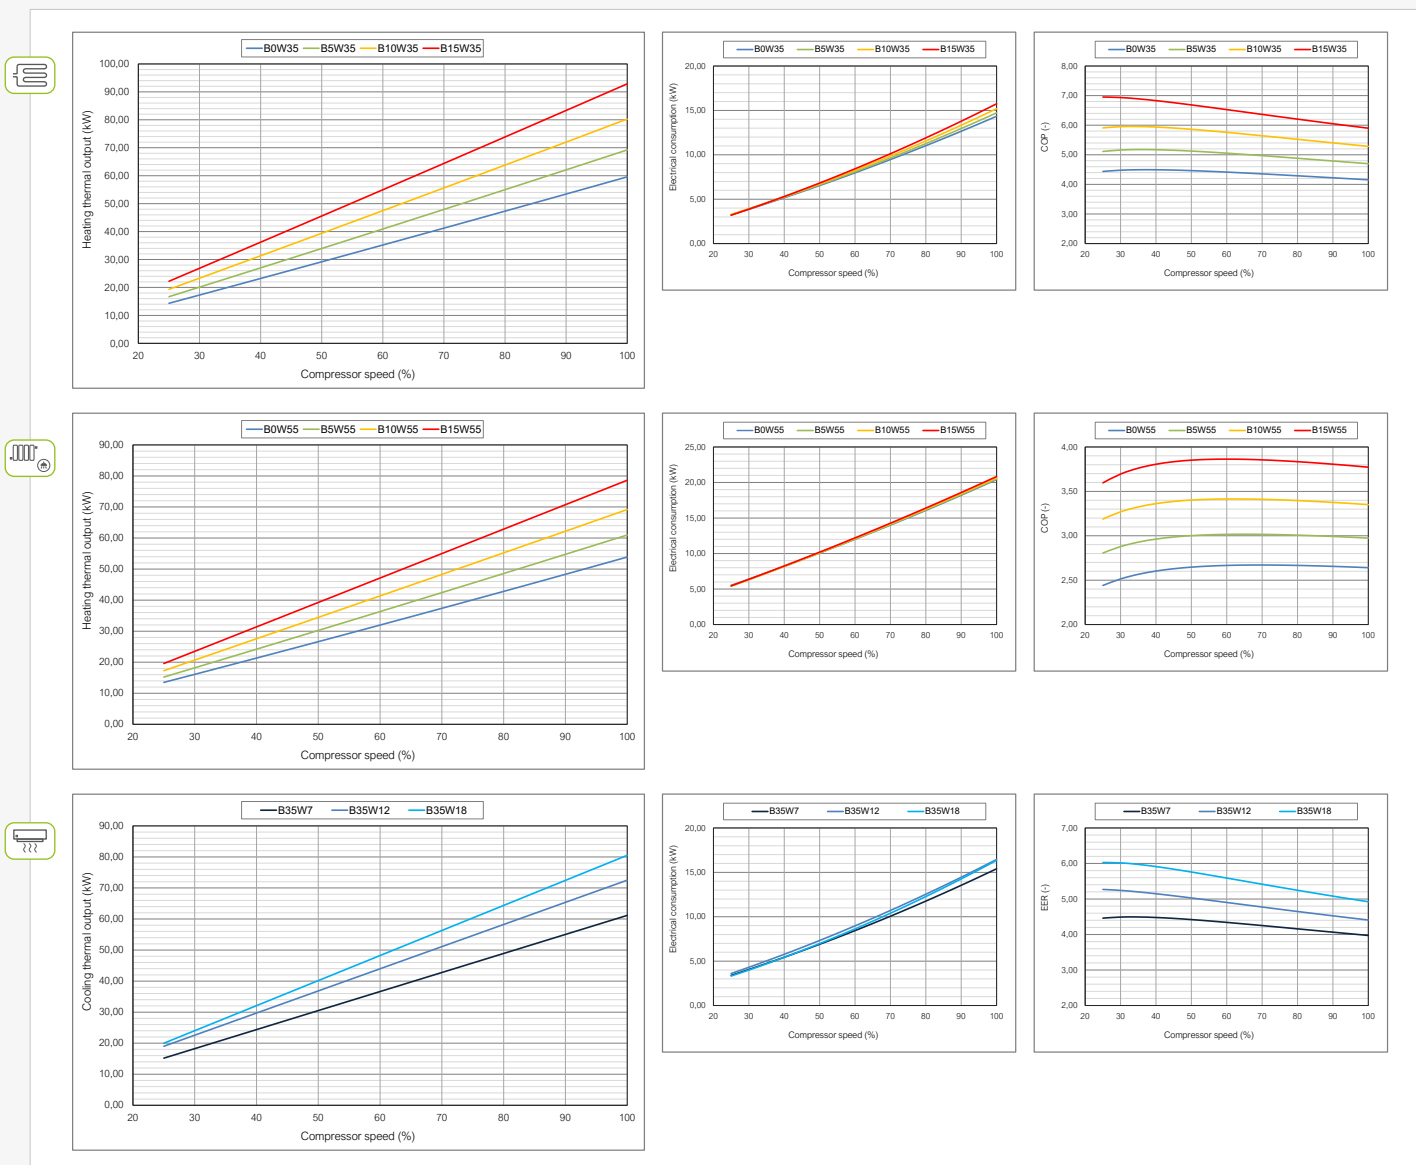 B0W35 B5W35 B10W35 B15W35
Heating thermal output (kW)
100,00
90,00
80,00
70,00
60,00
50,00
40,00
30,00
20,00
10,00
0,00
20 30 40 50 60 70 80 90 100
Compressor speed (%)
B0W35 B5W35 B10W35 B15W35
Electrical consumption (kW)
20,00
15,00
10,00
5,00
0,00
20 30 40 50 60 70 80 90 100
Compressor speed (%)
B0W35 B5W35 B10W35 B15W35
COP (-)
8,00
7,00
6,00
5,00
4,00
3,00
2,00
20 30 40 50 60 70 80 90 100
Compressor speed (%)
B0W55 B5W55 B10W55 B15W55
Heating thermal output (kW)
90,00
80,00
70,00
60,00
50,00
40,00
30,00
20,00
10,00
0,00
20 30 40 50 60 70 80 90 100
Compressor speed (%)
B0W55 B5W55 B10W55 B15W55
Electrical consumption (kW)
25,00
20,00
15,00
10,00
5,00
0,00
20 30 40 50 60 70 80 90 100
Compressor speed (%)
B0W55 B5W55 B10W55 B15W55
COP (-)
4,00
3,50
3,00
2,50
2,00
20 30 40 50 60 70 80 90 100
Compressor speed (%)
B35W7 B35W12 B35W18
Cooling thermal output (kW)
90,00
80,00
70,00
60,00
50,00
40,00
30,00
20,00
10,00
0,00
20 30 40 50 60 70 80 90 100
Compressor speed (%)
B35W7 B35W12 B35W18
Electrical consumption (kW)
20,00
15,00
10,00
5,00
0,00
20 30 40 50 60 70 80 90 100
Compressor speed (%)
B35W7 B35W12 B35W18
EER (-)
7,00
6,00
5,00
4,00
3,00
2,00
20 30 40 50 60 70 80 90 100
Compressor speed (%)